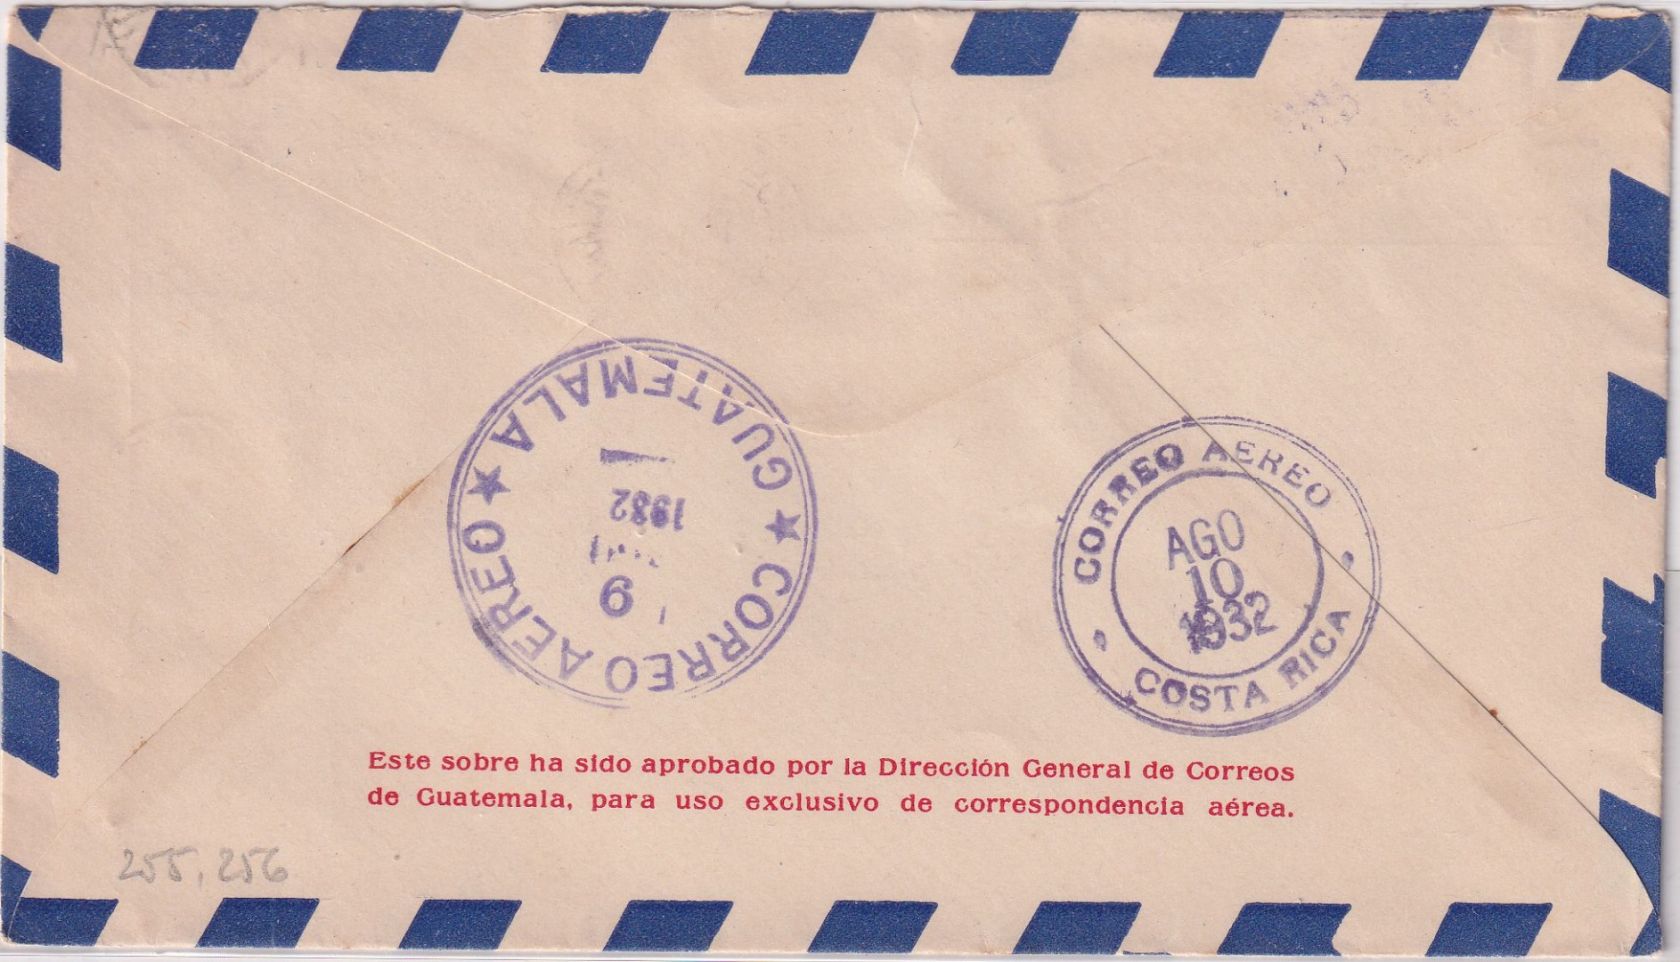 ★ GUATEMALA ★
1932
CORREO AEREO
CORREO AEREO
AGO
10
1932
COSTA RICA
Este sobre ha sido aprobado por la Dirección General de Correos
de Guatemala, para uso exclusivo de correspondencia aérea.
255, 256